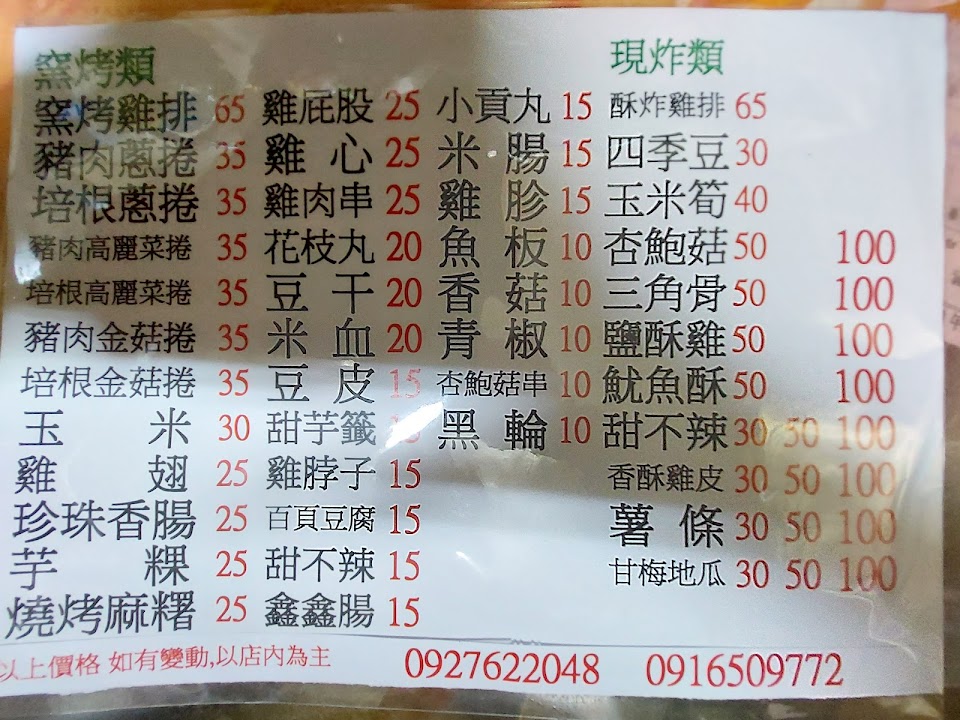 窯烤類
窯烤雞排 65
豬肉蔥捲 35
培根蔥捲 35
豬肉高麗菜捲 35
培根高麗菜捲 35
豬肉金菇捲 35
培根金菇捲 35
玉米 30
雞翅 25
珍珠香腸 25
芋粿 25
燒烤麻糬 25
雞屁股 25
雞心 25
雞肉串 25
花枝丸 20
豆干 20
米血 20
豆皮 15
甜芋籤
雞脖子 15
百頁豆腐 15
甜不辣 15
鑫鑫腸 15
小貢丸 15
米腸 15
雞胗 15
魚板 10
香菇 10
青椒 10
杏鮑菇串 10
黑輪 10
現炸類
酥炸雞排 65
四季豆 30
玉米筍 40
杏鮑菇 50 100
三角骨 50 100
鹽酥雞 50 100
魷魚酥 50 100
甜不辣 30 50 100
香酥雞皮 30 50 100
薯條 30 50 100
甘梅地瓜 30 50 100
以上價格 如有變動,以店內為主 0927622048 0916509772